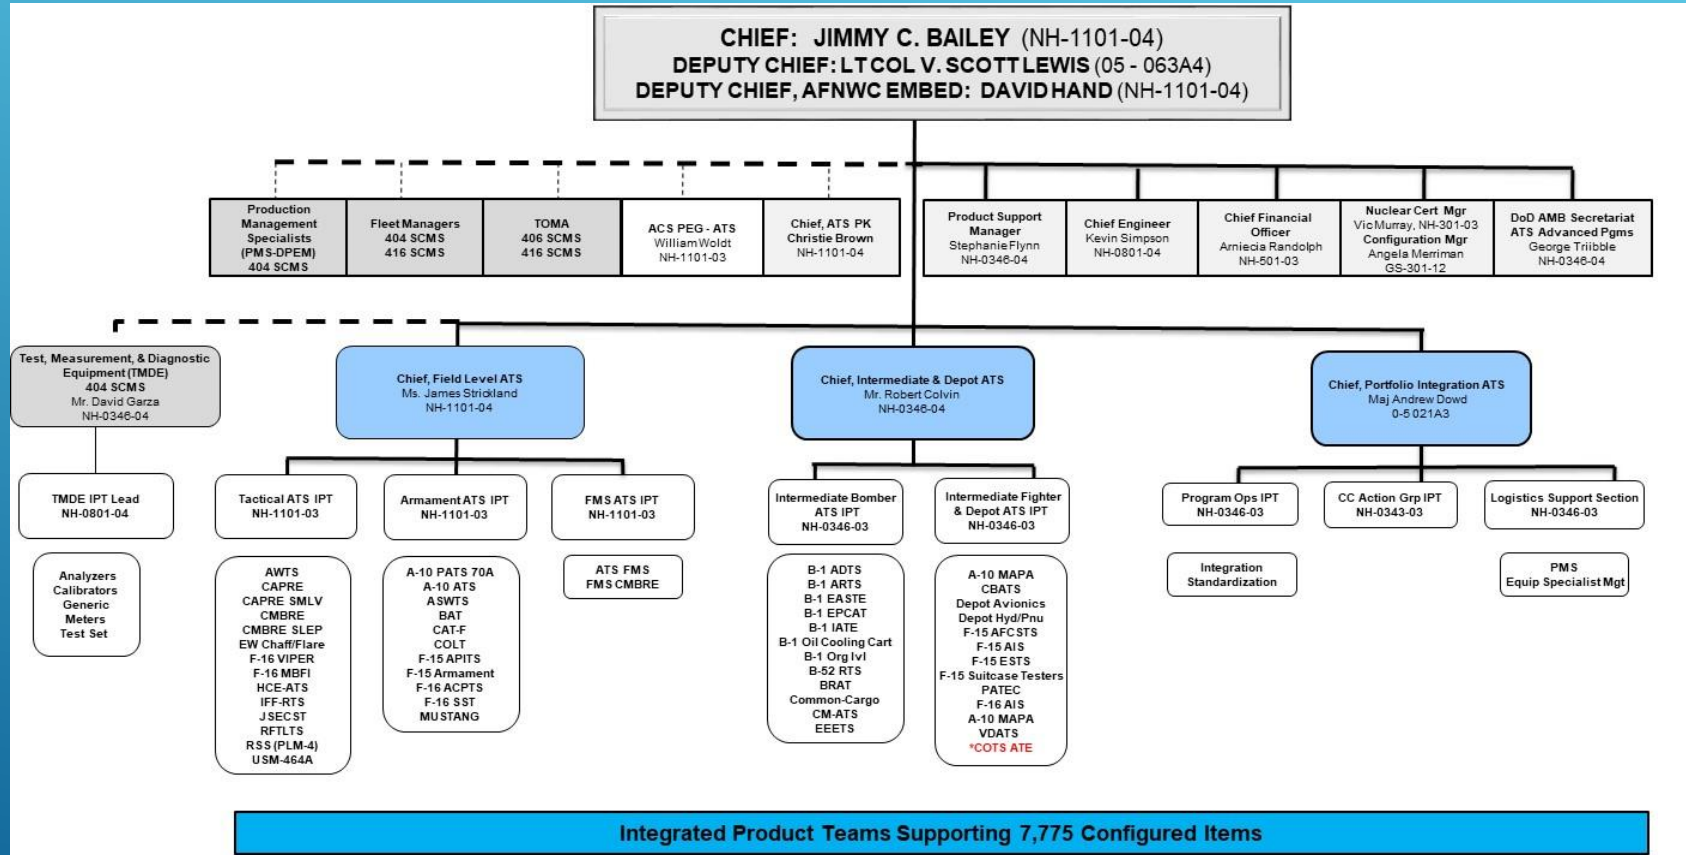 CHIEF: JIMMY C. BAILEY (NH-1101-04)
DEPUTY CHIEF: LT COL V. SCOTT LEWIS (05 - 063A4)
DEPUTY CHIEF, AFNWC EMBED: DAVID HAND (NH-1101-04)
Production
Management
Specialists
(PMS-DPEM)
404 SCMS
Fleet Managers
404 SCMS
416 SCMS
TOMA
406 SCMS
416 SCMS
ACS PEG - ATS
William Woldt
NH-1101-03
Chief, ATS PK
Christie Brown
NH-1101-04
Product Support
Manager
Stephanie Flynn
NH-0346-04
Chief Engineer
Kevin Simpson
NH-0801-04
Chief Financial
Officer
Arniecia Randolph
NH-501-03
Nuclear Cert Mgr
Vic Murray, NH-301-03
Configuration Mgr
Angela Merriman
GS-301-12
DoD AMB Secretariat
ATS Advanced Pgms
George Triibble
NH-0346-04
Test, Measurement, & Diagnostic
Equipment (TMDE)
404 SCMS
Mr. David Garza
NH-0346-04
Chief, Field Level ATS
Ms. James Strickland
NH-1101-04
Chief, Intermediate & Depot ATS
Mr. Robert Colvin
NH-0346-04
Chief, Portfolio Integration ATS
Maj Andrew Dowd
0-5 021A3
TMDE IPT Lead
NH-0801-04
Tactical ATS IPT
NH-1101-03
Armament ATS IPT
NH-1101-03
FMS ATS IPT
NH-1101-03
Intermediate Bomber
ATS IPT
NH-0346-03
Intermediate Fighter
& Depot ATS IPT
NH-0346-03
Program Ops IPT
NH-0346-03
CC Action Grp IPT
NH-0343-03
Logistics Support Section
NH-0346-03
Analyzers
Calibrators
Generic
Meters
Test Set
AWTS
CAPRE
CAPRE SMLV
CMBRE
CMBRE SLEP
EW Chaff/Flare
F-16 VIPER
F-16 MBFI
HCE-ATS
IFF-RTS
JSECST
RFTLTS
RSS (PLM-4)
USM-464A
A-10 PATS 70A
A-10 ATS
ASWTS
BAT
CAT-F
COLT
F-15 APITS
F-15 Armament
F-16 ACPTS
F-16 SST
MUSTANG
ATS FMS
FMS CMBRE
B-1 ADTS
B-1 ARTS
B-1 EASTE
B-1 EPCAT
B-1 IATE
B-1 Oil Cooling Cart
B-1 Org lvl
B-52 RTS
BRAT
Common-Cargo
CM-ATS
EEETS
A-10 MAPA
CBATS
Depot Avionics
Depot Hyd/Pnu
F-15 AFCSTS
F-15 AIS
F-15 ESTS
F-15 Suitcase Testers
PATEC
F-16 AIS
A-10 MAPA
VDATS
*COTS ATE
Integration
Standardization
PMS
Equip Specialist Mgt
Integrated Product Teams Supporting 7,775 Configured Items